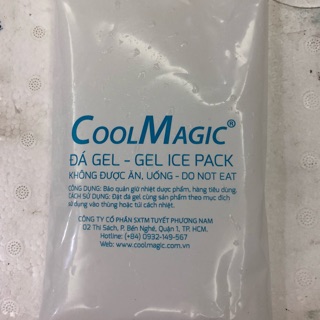 COOLMAGIC®
ĐÁ GEL - GEL ICE PACK
KHÔNG ĐƯỢC ĂN, UỐNG - DO NOT EAT
CÔNG DỤNG: Bảo quản giữ nhiệt dược phẩm, hàng tiêu dùng.
CÁCH SỬ DỤNG: Đặt đá gel cùng sản phẩm theo mục đích
sử dụng vào thùng hoặc túi cách nhiệt.
CÔNG TY CỔ PHẦN SXTM TUYẾT PHƯƠNG NAM
02 Thi Sách, P. Bến Nghé, Quận 1, TP. HCM.
Hotline: (+84) 0932-149-567
Web: www.coolmagic.com.vn